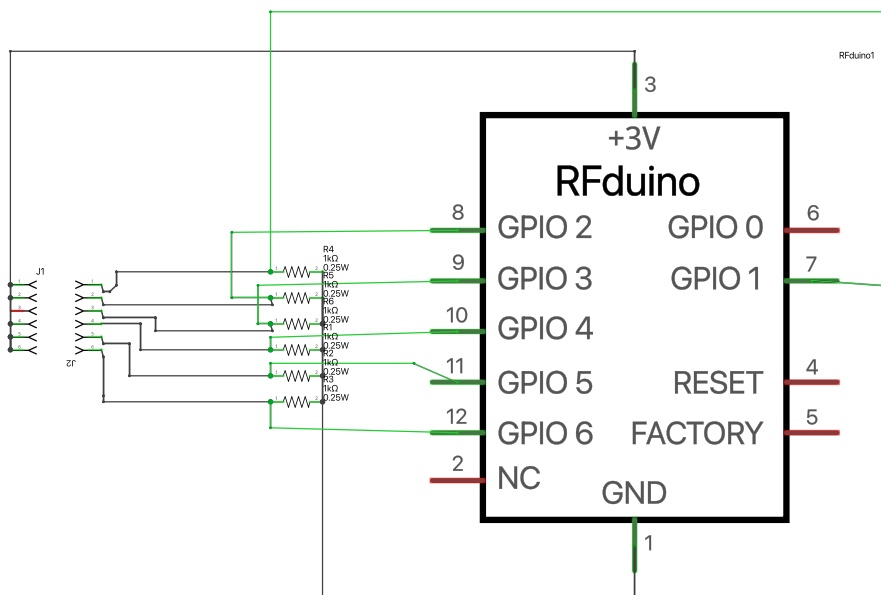 RFduino1
3
+3V
RFduino
8
GPIO 2
GPIO 0
6
9
GPIO 3
GPIO 1
7
10
GPIO 4
11
GPIO 5
RESET
4
12
GPIO 6
FACTORY
5
2
NC
GND
1
J1
J2
R4
1kΩ
0.25W
R5
1kΩ
0.25W
R6
1kΩ
0.25W
R1
1kΩ
0.25W
R2
1kΩ
0.25W
R3
1kΩ
0.25W